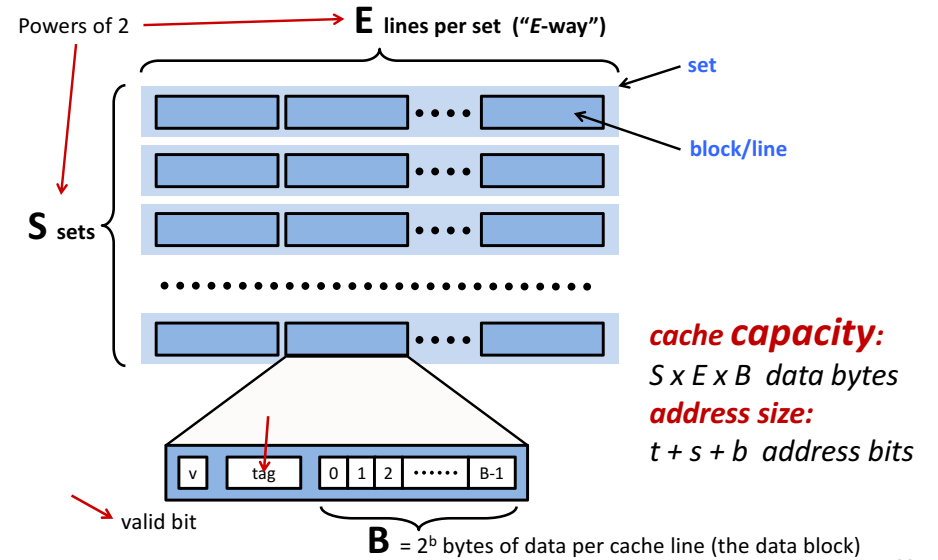 Powers of 2
E lines per set (“E-way”)
set
block/line
S sets
cache capacity:
S x E x B data bytes
address size:
t + s + b address bits
v tag 0 1 2 •••••• B-1
valid bit
B = 2ᵇ bytes of data per cache line (the data block)